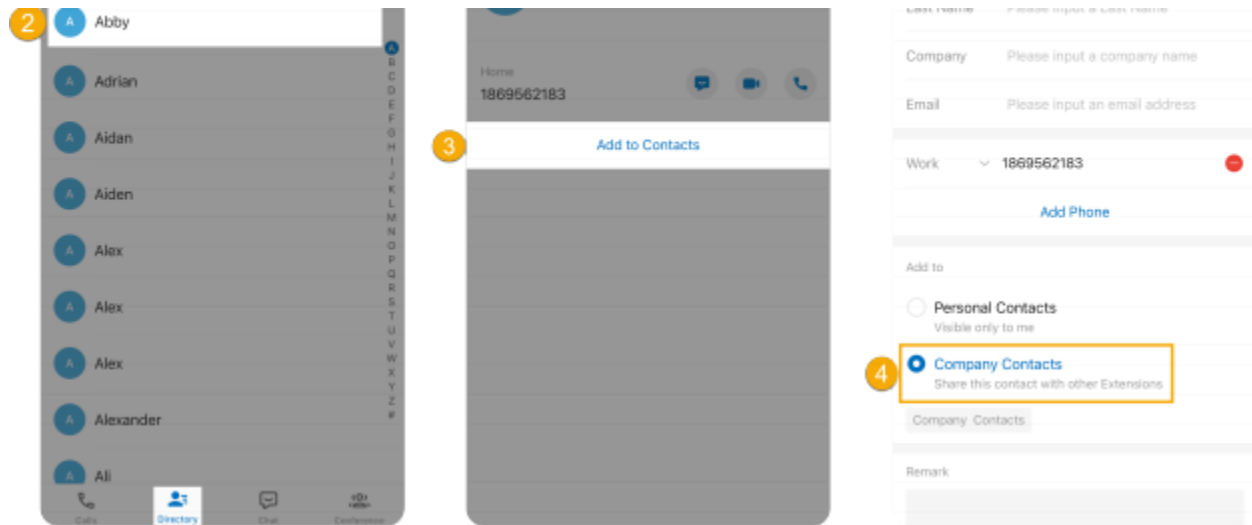 2
A Abby
A
B
A Adrian
C
D
E
F
A Aidan
G
H
I
J
A Aiden
K
L
M
N
A Alex
O
P
Q
R
A Alex
S
T
U
V
A Alex
W
X
Y
Z
A Alexander
#
A Ali
Calls Directory Chat Conference
Home
1869562183
3 Add to Contacts
Last Name Please input a Last Name
Company Please input a company name
Email Please input an email address
Work 1869562183
Add Phone
Add to
Personal Contacts
Visible only to me
4 Company Contacts
Share this contact with other Extensions
Company Contacts
Remark